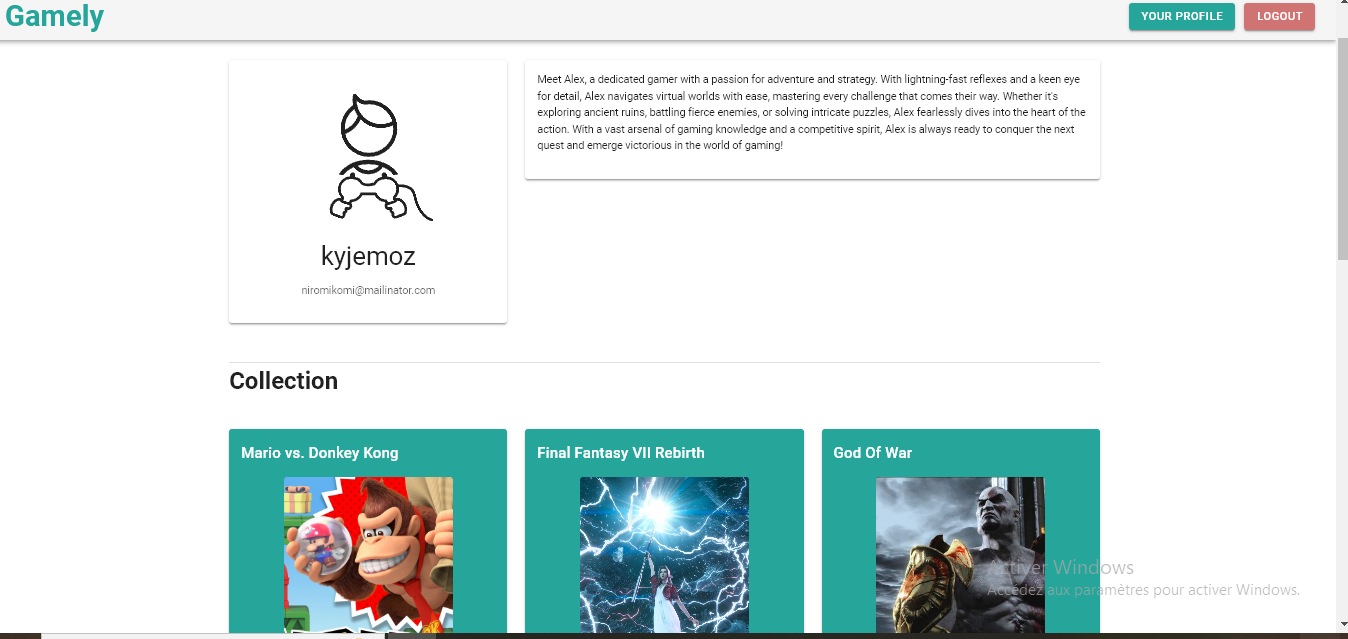 Gamely
YOUR PROFILE
LOGOUT
Meet Alex, a dedicated gamer with a passion for adventure and strategy. With lightning-fast reflexes and a keen eye
for detail, Alex navigates virtual worlds with ease, mastering every challenge that comes their way. Whether it's
exploring ancient ruins, battling fierce enemies, or solving intricate puzzles, Alex fearlessly dives into the heart of the
action. With a vast arsenal of gaming knowledge and a competitive spirit, Alex is always ready to conquer the next
quest and emerge victorious in the world of gaming!
kyjemoz
niromikomi@mailinator.com
Collection
Mario vs. Donkey Kong
Final Fantasy VII Rebirth
God Of War
Activer Windows
Accédez aux paramètres pour activer Windows.